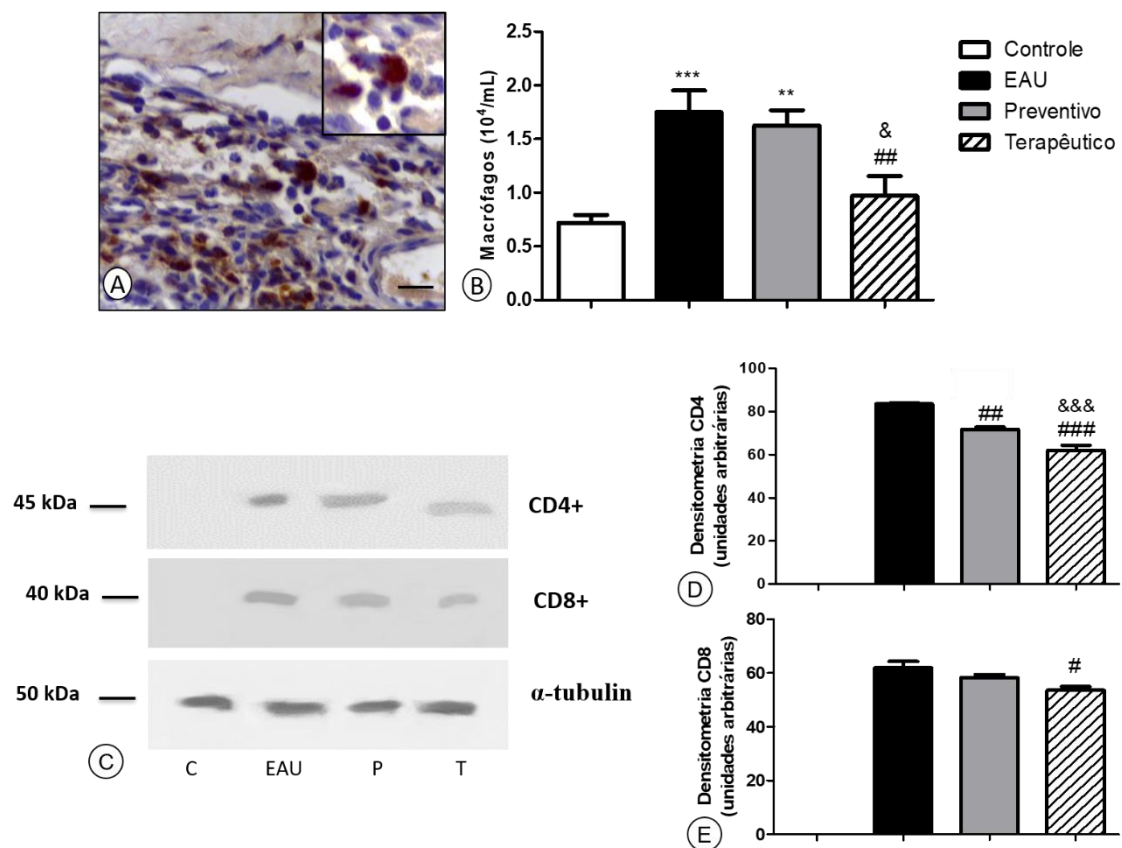 A
2.5
2.0
1.5
1.0
0.5
0.0
Macrófagos (10⁴/mL)
***
**
&
##
B
Controle
EAU
Preventivo
Terapêutico
45 kDa
CD4+
40 kDa
CD8+
50 kDa
α-tubulin
C
C EAU P T
100
80
60
40
20
0
Densitometria CD4
(unidades arbitrárias)
##
&&&
###
D
80
60
40
20
0
Densitometria CD8
(unidades arbitrárias)
#
E